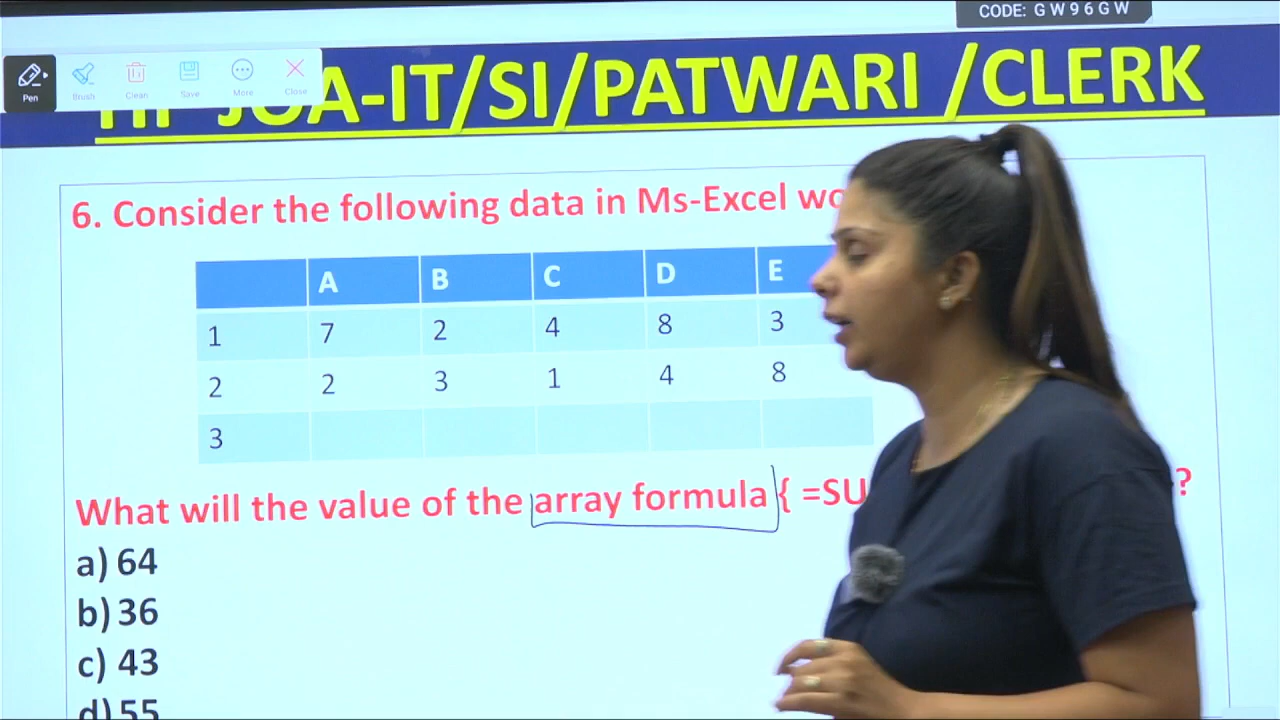 CODE: G W 9 6 G W
JOA-IT/SI/PATWARI /CLERK
Pen Brush Clean Save More Close
6. Consider the following data in Ms-Excel
A B C D E
1 7 2 4 8 3
2 2 3 1 4 8
3
What will the value of the array formula { =SU ?
a) 64
b) 36
c) 43
d) 55